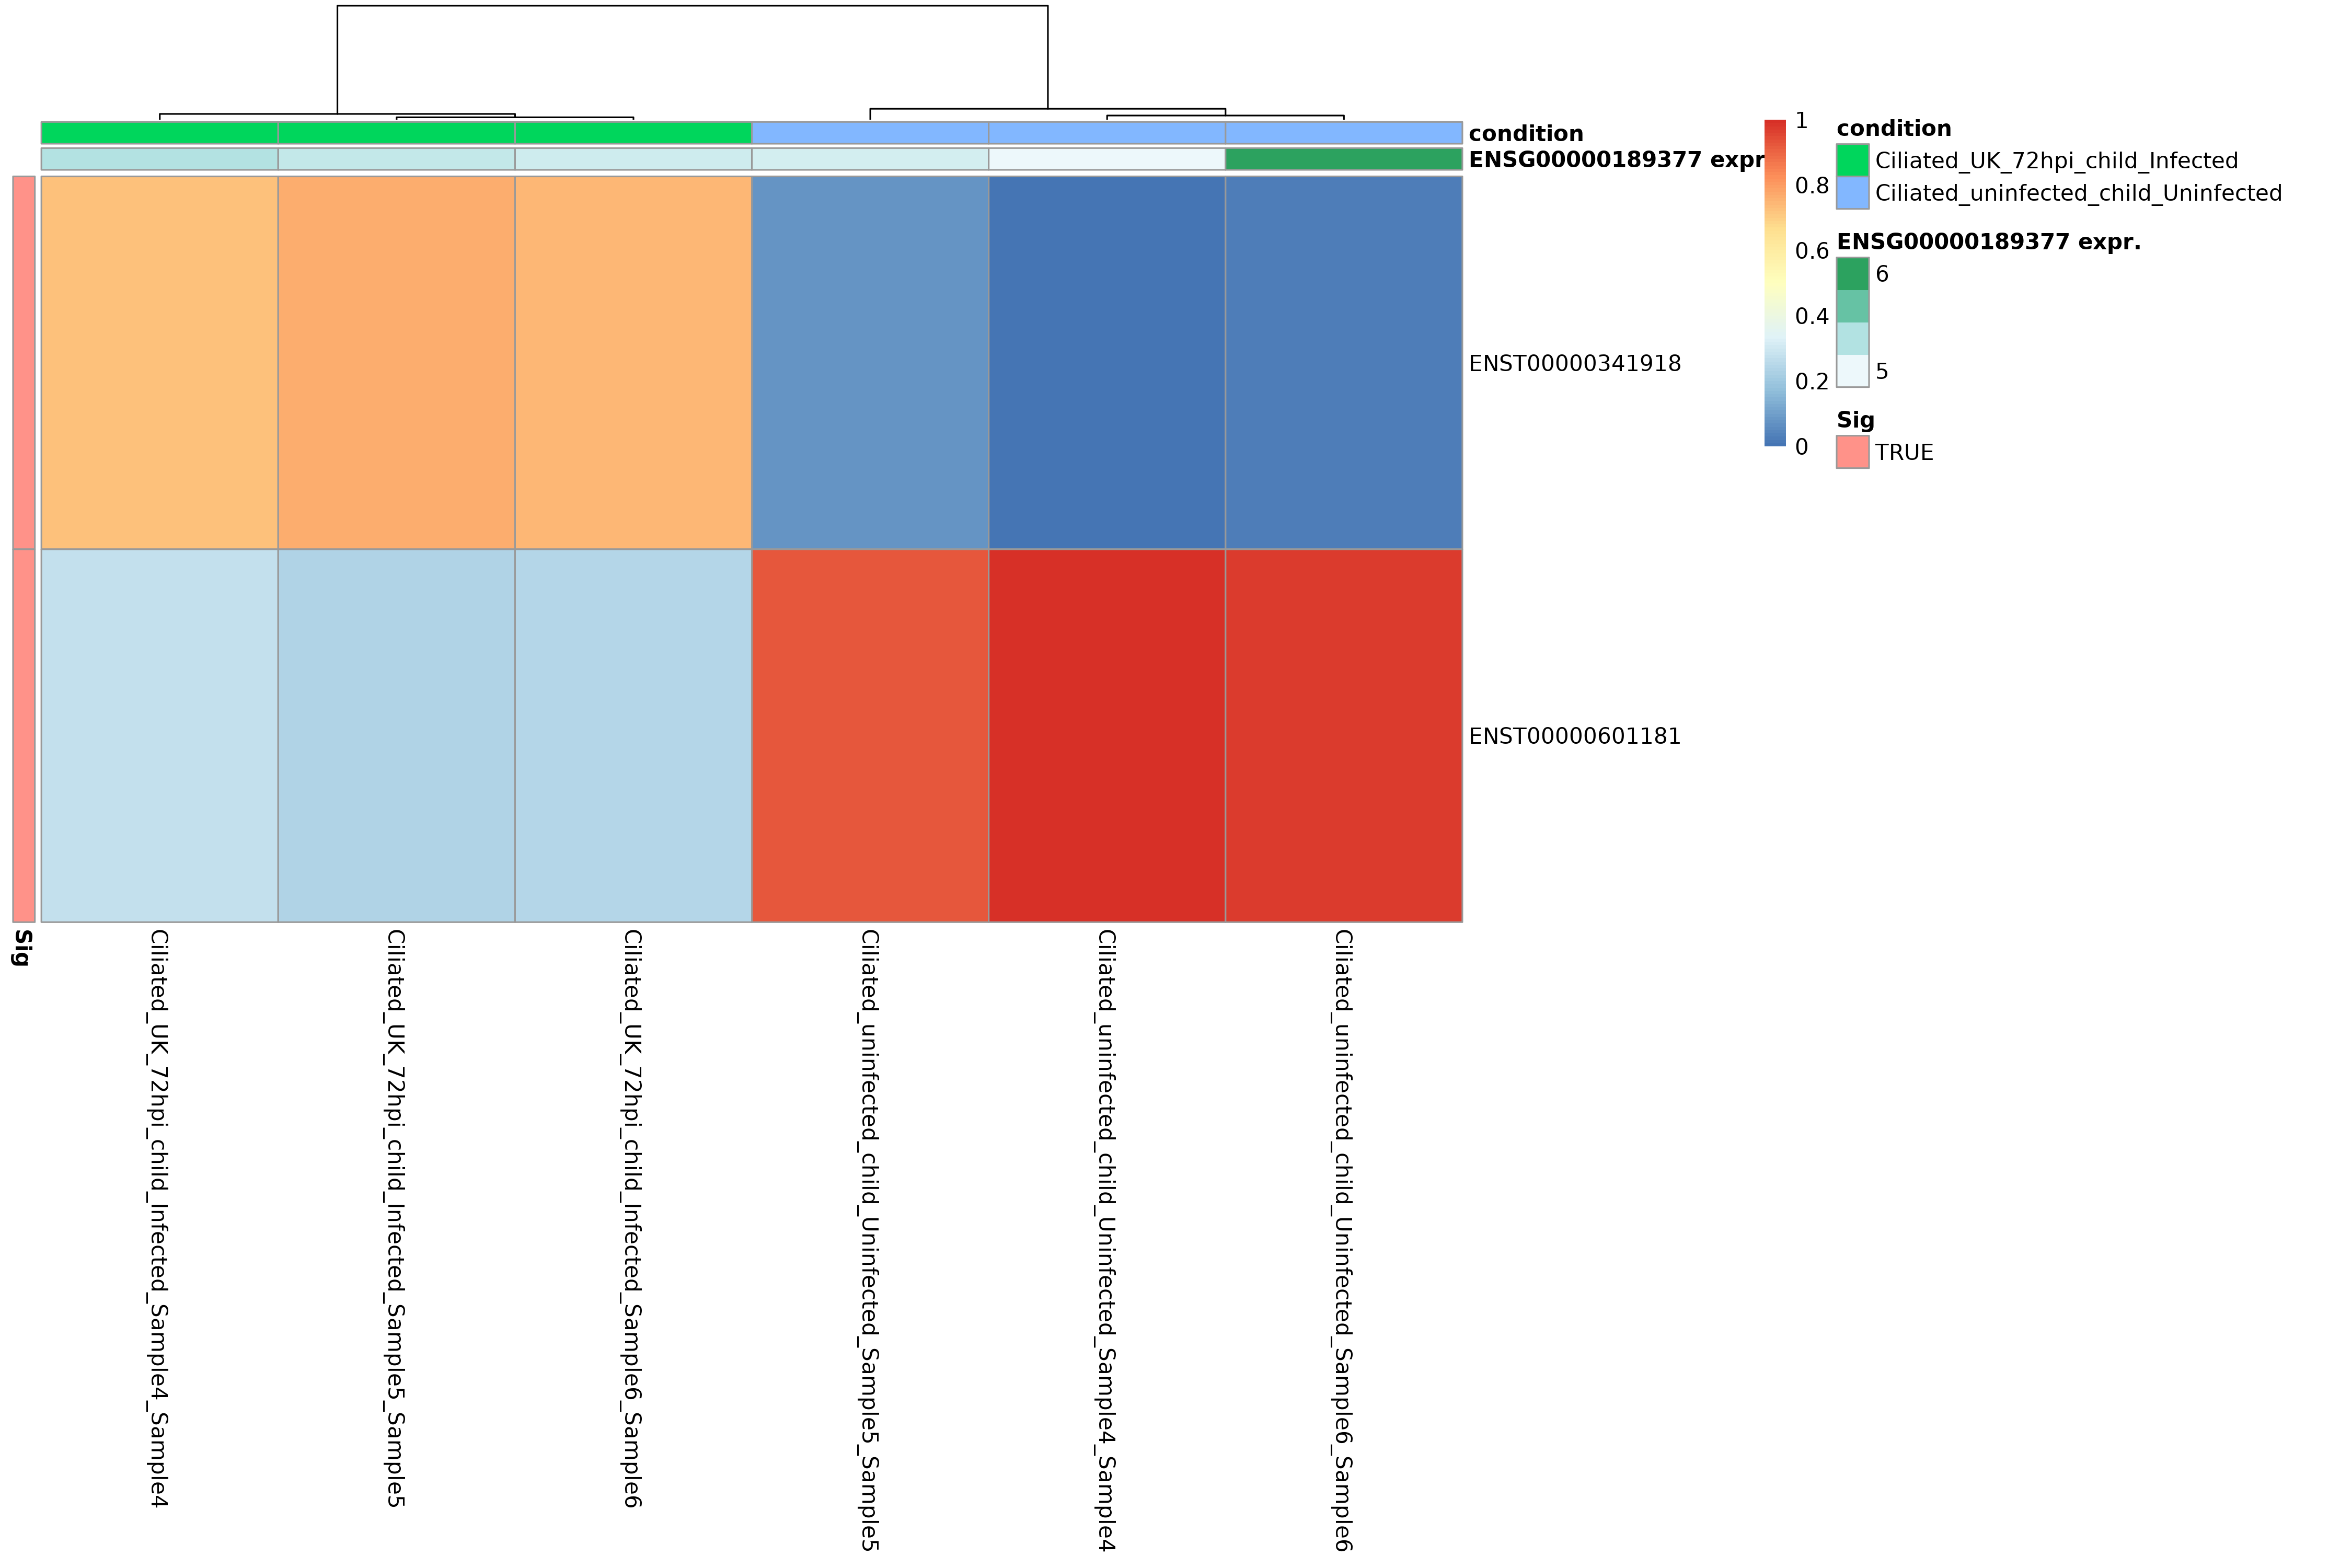 condition
ENSG00000189377 expr
ENST00000341918
ENST00000601181
1
0.8
0.6
0.4
0.2
0
condition
Ciliated_UK_72hpi_child_Infected
Ciliated_uninfected_child_Uninfected
ENSG00000189377 expr.
6
5
Sig
TRUE
Sig
Ciliated_UK_72hpi_child_Infected_Sample4_Sample4
Ciliated_UK_72hpi_child_Infected_Sample5_Sample5
Ciliated_UK_72hpi_child_Infected_Sample6_Sample6
Ciliated_uninfected_child_Uninfected_Sample5_Sample5
Ciliated_uninfected_child_Uninfected_Sample4_Sample4
Ciliated_uninfected_child_Uninfected_Sample6_Sample6